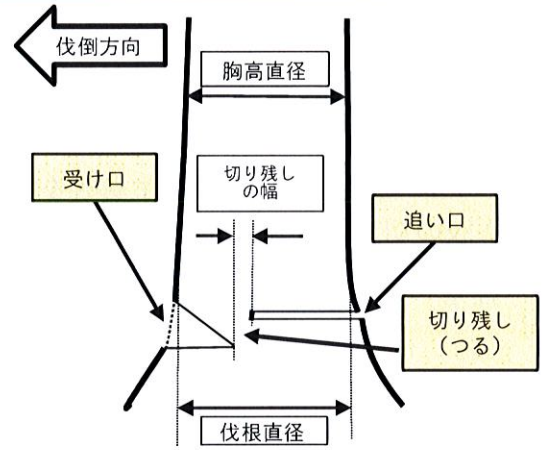 伐倒方向
胸高直径
切り残し
の幅
受け口
追い口
切り残し
（つる）
伐根直径